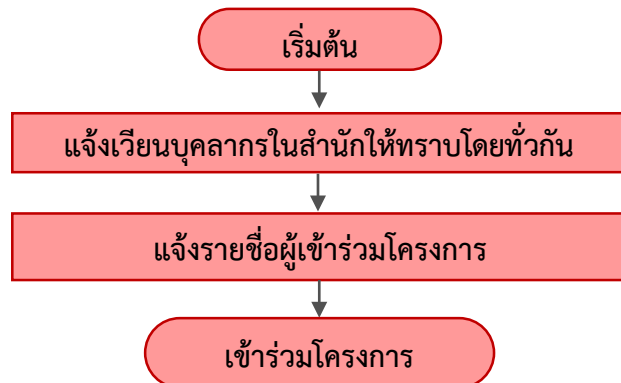 เริ่มต้น
แจ้งเวียนบุคลากรในสำนักให้ทราบโดยทั่วกัน
แจ้งรายชื่อผู้เข้าร่วมโครงการ
เข้าร่วมโครงการ